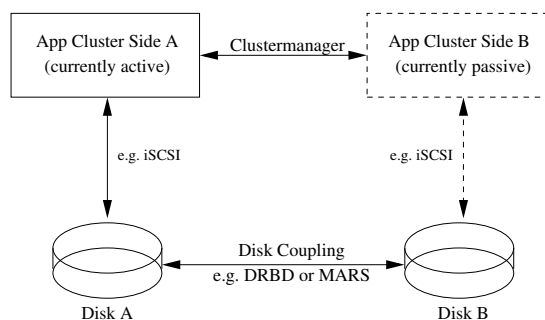 App Cluster Side A
(currently active)
Clustermanager
App Cluster Side B
(currently passive)
e.g. iSCSI
e.g. iSCSI
Disk Coupling
e.g. DRBD or MARS
Disk A
Disk B